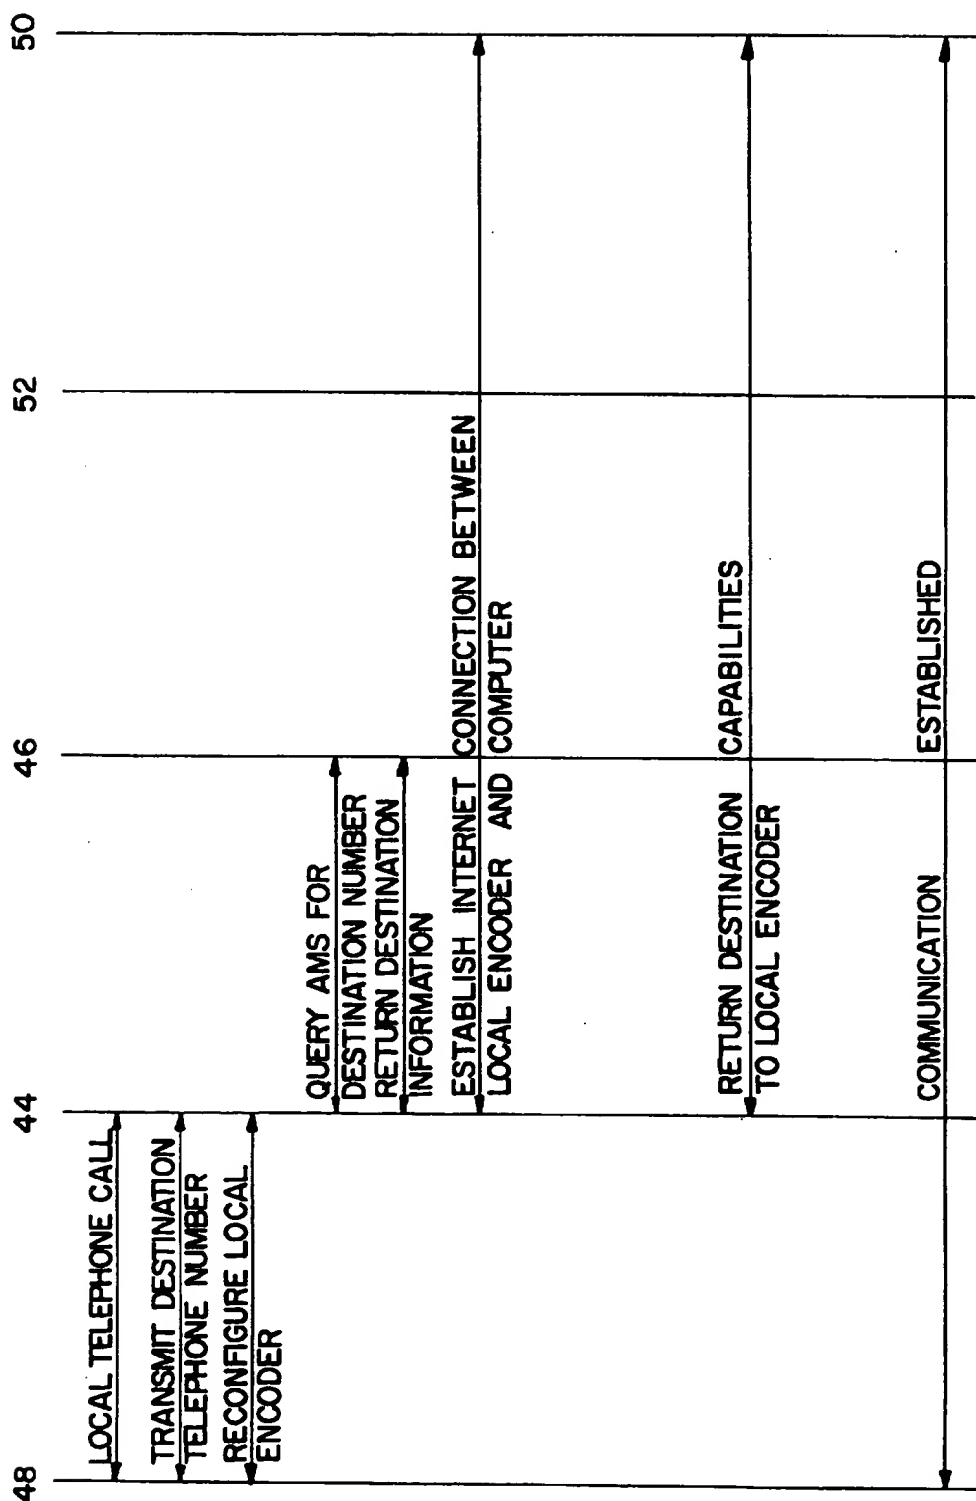 48 44 46 52 50
LOCAL TELEPHONE CALL
TRANSMIT DESTINATION
TELEPHONE NUMBER
RECONFIGURE LOCAL
ENCODER
QUERY AMS FOR
DESTINATION NUMBER
RETURN DESTINATION
INFORMATION
ESTABLISH INTERNET CONNECTION BETWEEN
LOCAL ENCODER AND COMPUTER
RETURN DESTINATION CAPABILITIES
TO LOCAL ENCODER
COMMUNICATION ESTABLISHED